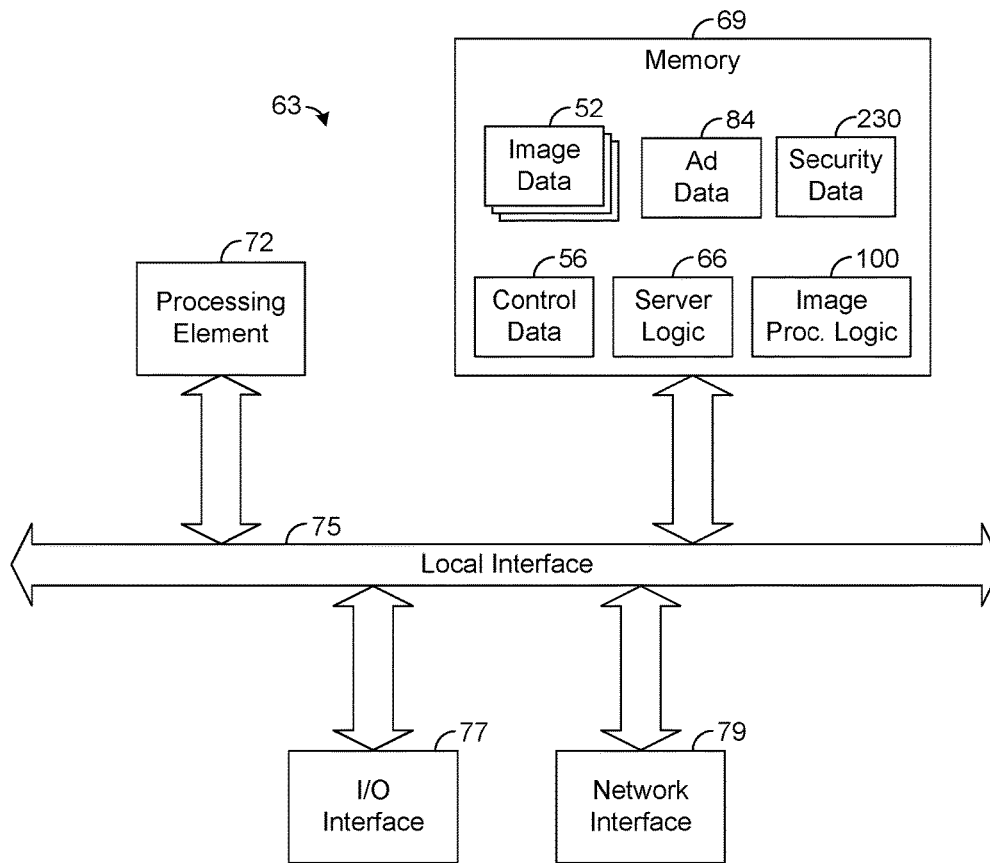 69
Memory
63
52
Image
Data
84
Ad
Data
230
Security
Data
72
Processing
Element
56
Control
Data
66
Server
Logic
100
Image
Proc. Logic
75
Local Interface
77
I/O
Interface
79
Network
Interface